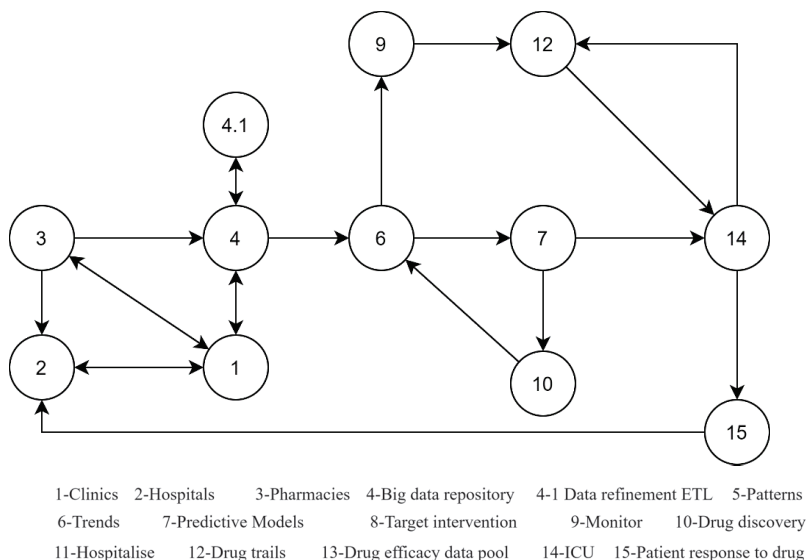 9 12
4.1
3 4 6 7 14
2 1 10
15
1-Clinics 2-Hospitals 3-Pharmacies 4-Big data repository 4-1 Data refinement ETL 5-Patterns
6-Trends 7-Predictive Models 8-Target intervention 9-Monitor 10-Drug discovery
11-Hospitalise 12-Drug trails 13-Drug efficacy data pool 14-ICU 15-Patient response to drug